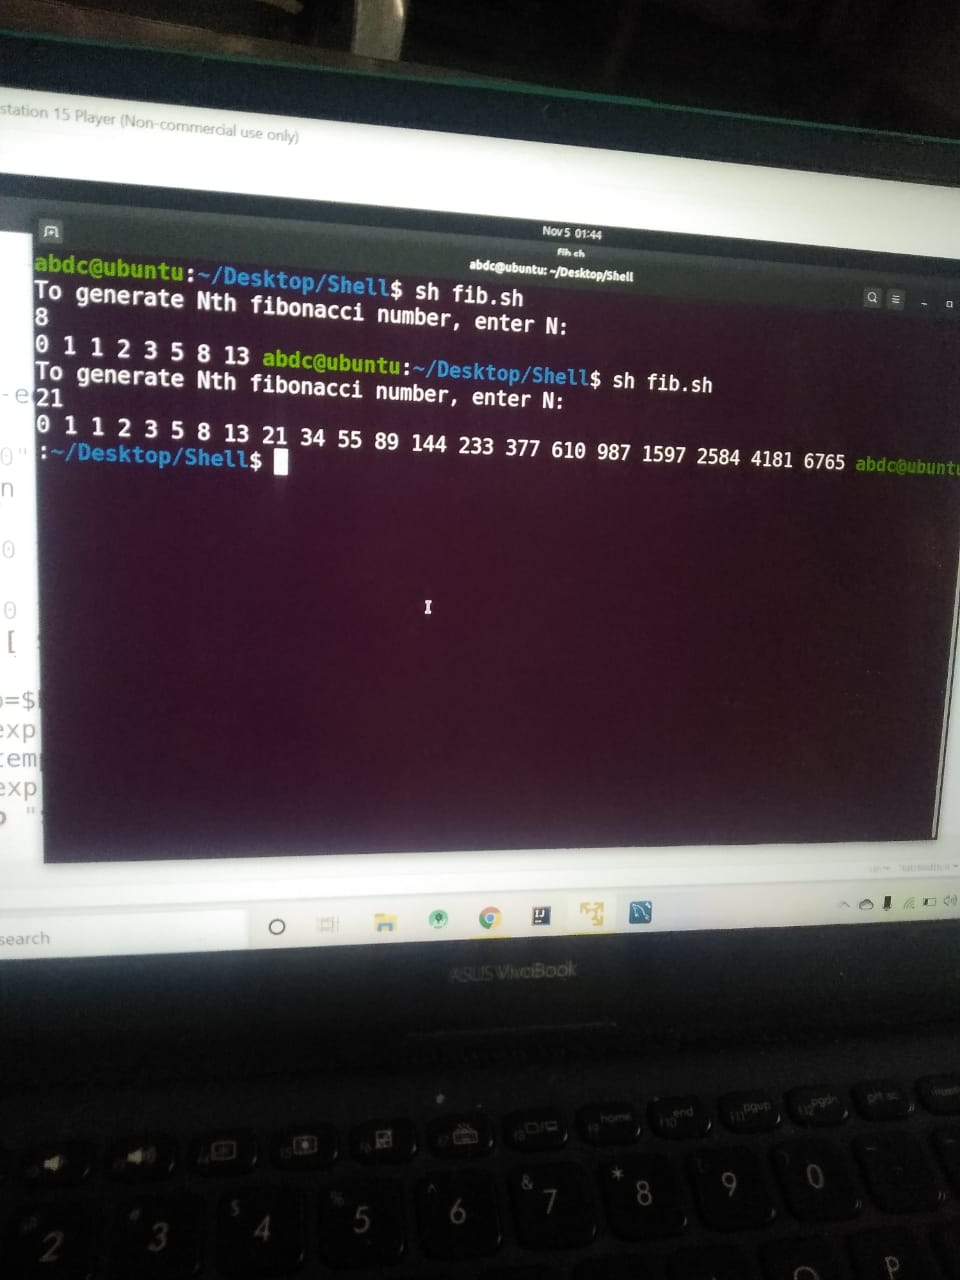 station 15 Player (Non-commercial use only)
Nov 5 01:44
abdc@ubuntu: ~/Desktop/Shell
abdc@ubuntu:~/Desktop/Shell$ sh fib.sh
To generate Nth fibonacci number, enter N:
8
0 1 1 2 3 5 8 13 abdc@ubuntu:~/Desktop/Shell$ sh fib.sh
To generate Nth fibonacci number, enter N:
21
0 1 1 2 3 5 8 13 21 34 55 89 144 233 377 610 987 1597 2584 4181 6765 abdc@ubuntu
:~/Desktop/Shell$
-e
0"
n
0
0
[
=$
exp
tem
exp
"
search
ASUS VivoBook
home
end
pgup
pgdn
prt sc
2
3
$ 4
% 5
^ 6
& 7
* 8
9
0
P